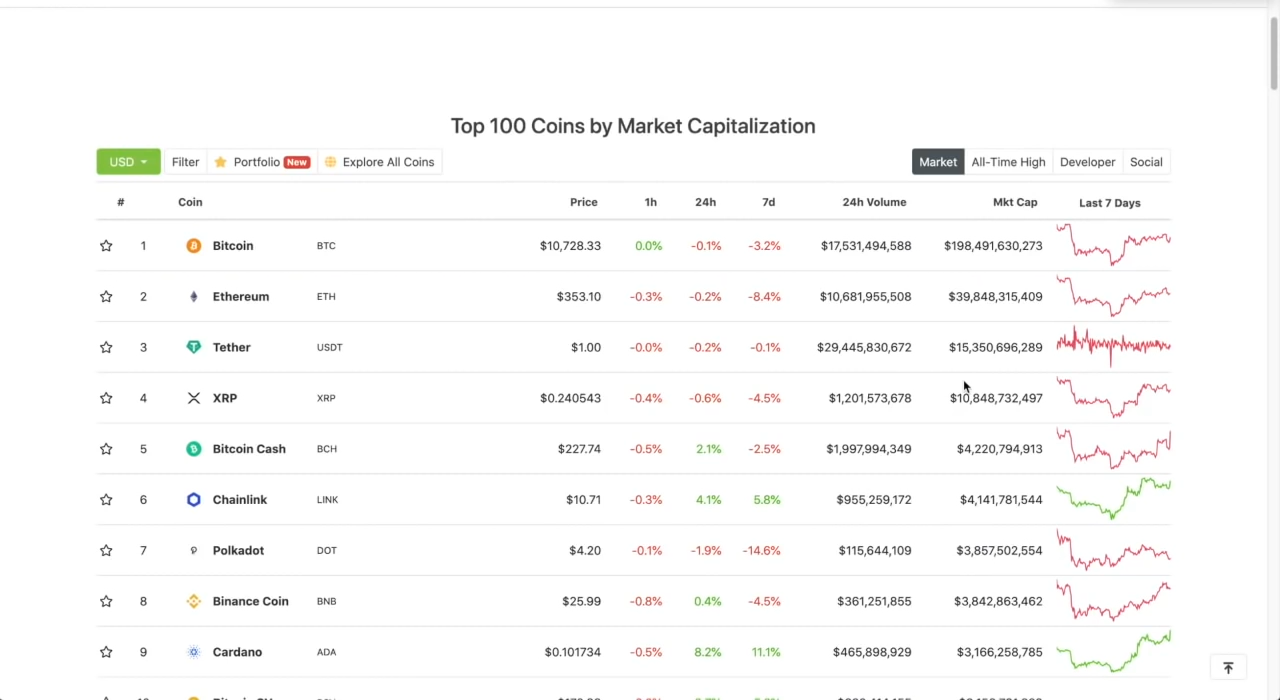 Top 100 Coins by Market Capitalization
USD Filter Portfolio New Explore All Coins Market All-Time High Developer Social
# Coin Price 1h 24h 7d 24h Volume Mkt Cap Last 7 Days
1 Bitcoin BTC $10,728.33 0.0% -0.1% -3.2% $17,531,494,588 $198,491,630,273
2 Ethereum ETH $353.10 -0.3% -0.2% -8.4% $10,681,955,508 $39,848,315,409
3 Tether USDT $1.00 -0.0% -0.2% -0.1% $29,445,830,672 $15,350,696,289
4 XRP XRP $0.240543 -0.4% -0.6% -4.5% $1,201,573,678 $10,848,732,497
5 Bitcoin Cash BCH $227.74 -0.5% 2.1% -2.5% $1,997,994,349 $4,220,794,913
6 Chainlink LINK $10.71 -0.3% 4.1% 5.8% $955,259,172 $4,141,781,544
7 Polkadot DOT $4.20 -0.1% -1.9% -14.6% $115,644,109 $3,857,502,554
8 Binance Coin BNB $25.99 -0.8% 0.4% -4.5% $361,251,855 $3,842,863,462
9 Cardano ADA $0.101734 -0.5% 8.2% 11.1% $465,898,929 $3,166,258,785